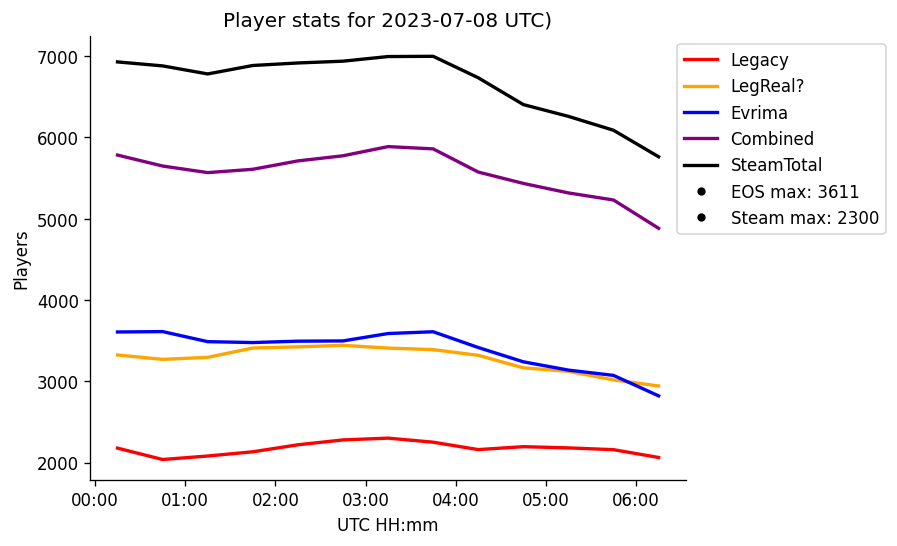 Player stats for 2023-07-08 UTC)
Legacy
LegReal?
Evrima
Combined
SteamTotal
EOS max: 3611
Steam max: 2300
Players
7000
6000
5000
4000
3000
2000
00:00 01:00 02:00 03:00 04:00 05:00 06:00
UTC HH:mm